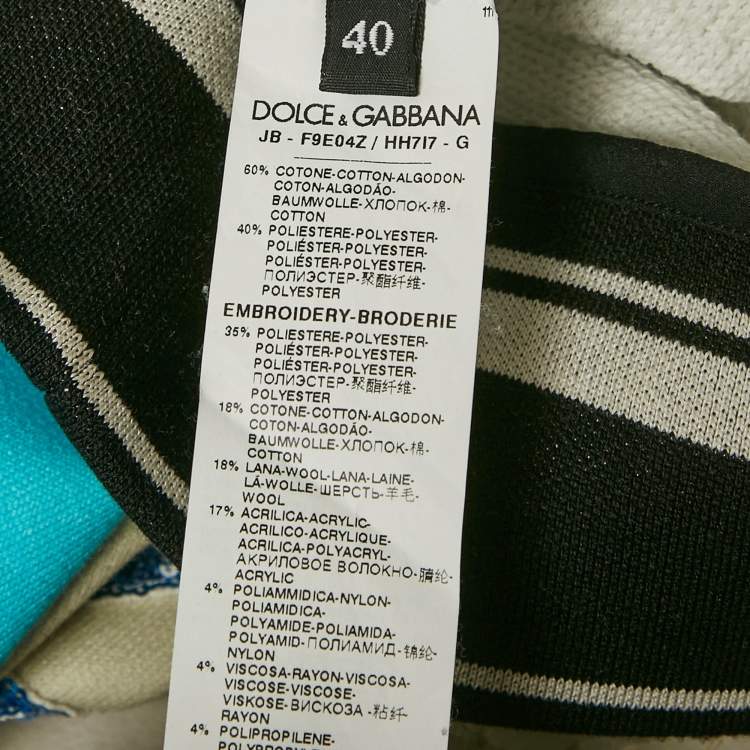 40
DOLCE & GABBANA
JB - F9E04Z / HH7I7 - G
60% COTONE-COTTON-ALGODON-
COTON-ALGODÃO-
BAUMWOLLE-ХЛОПОК-棉-
COTTON
40% POLIESTERE-POLYESTER-
POLIÉSTER-POLYESTER-
POLIÉSTER-POLYESTER-
ПОЛИЭСТЕР-聚酯纤维-
POLYESTER
EMBROIDERY-BRODERIE
35% POLIESTERE-POLYESTER-
POLIÉSTER-POLYESTER-
POLIÉSTER-POLYESTER-
ПОЛИЭСТЕР-聚酯纤维-
POLYESTER
18% COTONE-COTTON-ALGODON-
COTON-ALGODÃO-
BAUMWOLLE-ХЛОПОК-棉-
COTTON
18% LANA-WOOL-LANA-LAINE-
LÁ-WOLLE-ШЕРСТЬ-羊毛-
WOOL
17% ACRILICA-ACRYLIC-
ACRILICO-ACRYLIQUE-
ACRILICA-POLYACRYL-
АКРИЛОВОЕ ВОЛОКНО-腈纶-
ACRYLIC
4% POLIAMMIDICA-NYLON-
POLIAMIDICA-
POLYAMIDE-POLIAMIDA-
POLYAMID-ПОЛИАМИД-锦纶-
NYLON
4% VISCOSA-RAYON-VISCOSA-
VISCOSE-VISCOSE-
VISKOSE-ВИСКОЗА-粘纤-
RAYON
4% POLIPROPILENE-